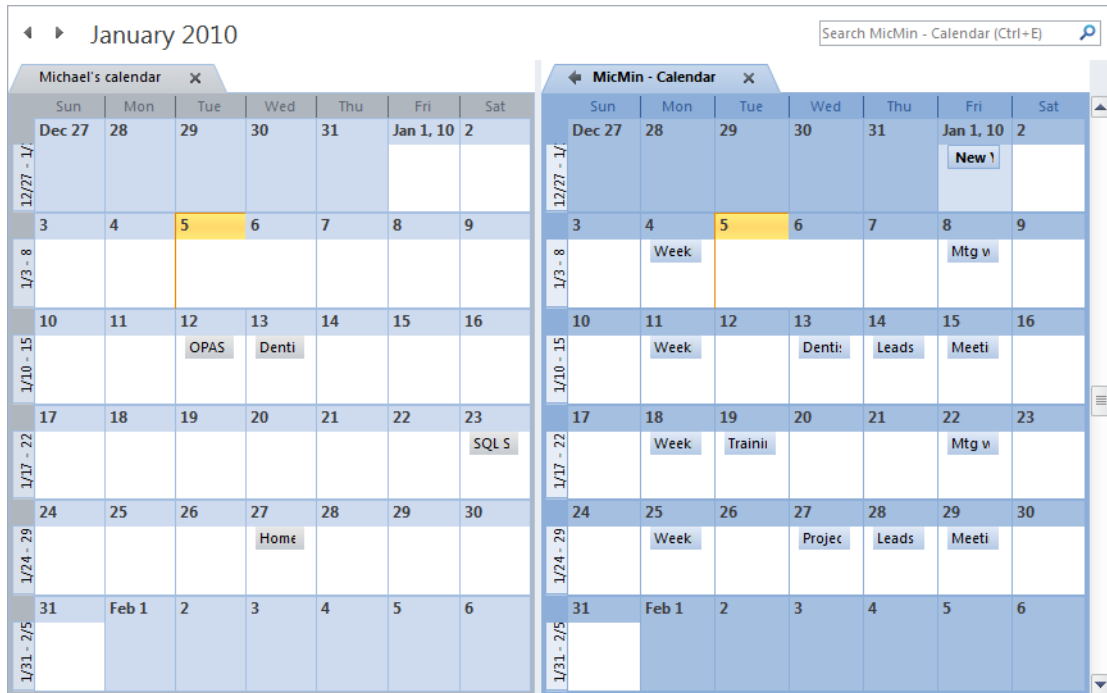 January 2010
Search MicMin - Calendar (Ctrl+E)
Michael's calendar
Sun Mon Tue Wed Thu Fri Sat
Dec 27 28 29 30 31 Jan 1, 10 2
12/27 - 1/
3 4 5 6 7 8 9
1/3 - 8
10 11 12 13 14 15 16
OPAS Denti
1/10 - 15
17 18 19 20 21 22 23
SQL S
1/17 - 22
24 25 26 27 28 29 30
Home
1/24 - 29
31 Feb 1 2 3 4 5 6
1/31 - 2/5
MicMin - Calendar
Sun Mon Tue Wed Thu Fri Sat
Dec 27 28 29 30 31 Jan 1, 10 2
New
12/27 - 1/
3 4 5 6 7 8 9
Week Mtg w
1/3 - 8
10 11 12 13 14 15 16
Week Dentis Leads Meeti
1/10 - 15
17 18 19 20 21 22 23
Week Trainin Mtg w
1/17 - 22
24 25 26 27 28 29 30
Week Projec Leads Meeti
1/24 - 29
31 Feb 1 2 3 4 5 6
1/31 - 2/5